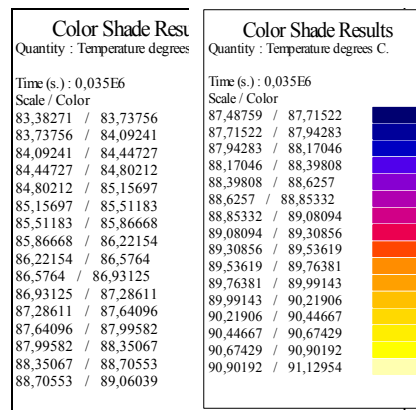 Color Shade Resu
Quantity : Temperature degrees
Time (s.) : 0,035E6
Scale / Color
83,38271 / 83,73756
83,73756 / 84,09241
84,09241 / 84,44727
84,44727 / 84,80212
84,80212 / 85,15697
85,15697 / 85,51183
85,51183 / 85,86668
85,86668 / 86,22154
86,22154 / 86,5764
86,5764 / 86,93125
86,93125 / 87,28611
87,28611 / 87,64096
87,64096 / 87,99582
87,99582 / 88,35067
88,35067 / 88,70553
88,70553 / 89,06039
Color Shade Results
Quantity : Temperature degrees C.
Time (s.) : 0,035E6
Scale / Color
87,48759 / 87,71522
87,71522 / 87,94283
87,94283 / 88,17046
88,17046 / 88,39808
88,39808 / 88,6257
88,6257 / 88,85332
88,85332 / 89,08094
89,08094 / 89,30856
89,30856 / 89,53619
89,53619 / 89,76381
89,76381 / 89,99143
89,99143 / 90,21906
90,21906 / 90,44667
90,44667 / 90,67429
90,67429 / 90,90192
90,90192 / 91,12954